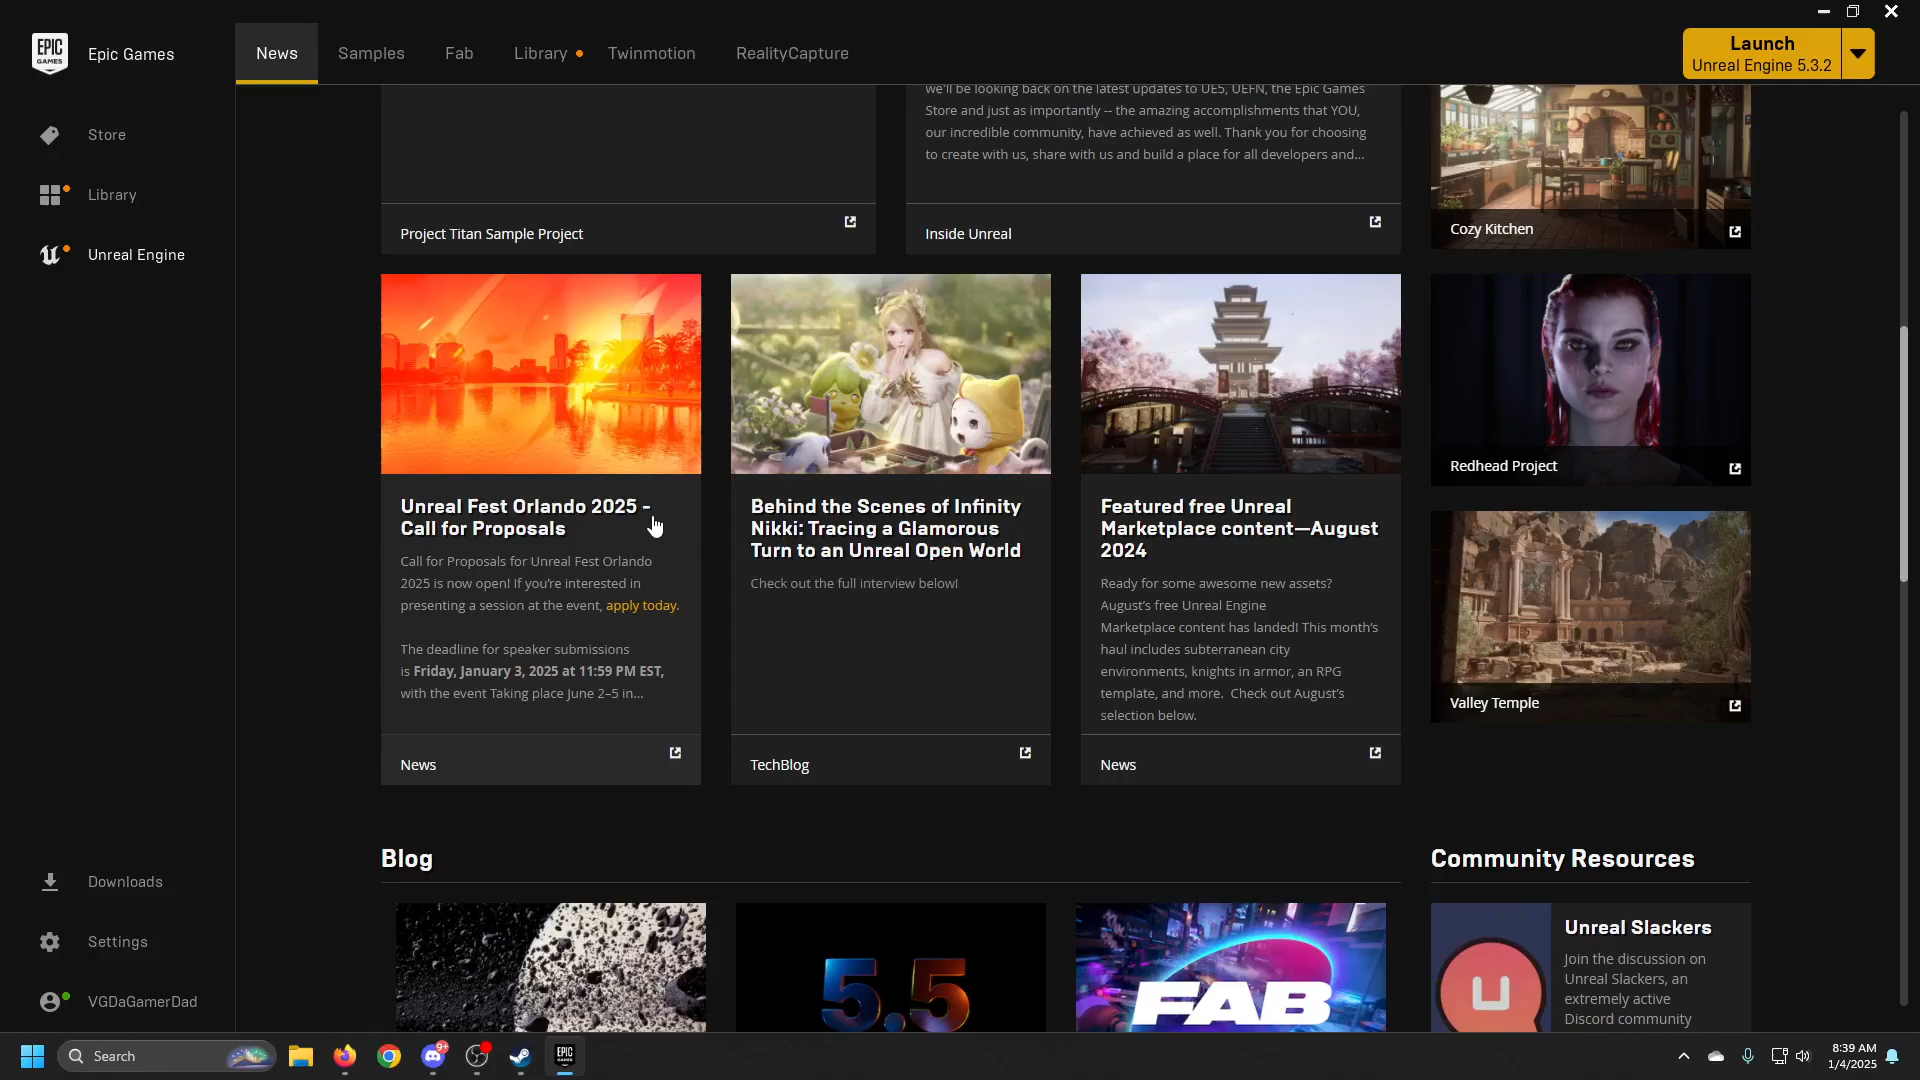 EPIC GAMES
Epic Games
News
Samples
Fab
Library
Twinmotion
RealityCapture
Launch
Unreal Engine 5.3.2
Store
Library
Unreal Engine
Downloads
Settings
VGDaGamerDad
Project Titan Sample Project
we'll be looking back on the latest updates to UE5, UEFN, the Epic Games
Store and just as importantly -- the amazing accomplishments that YOU,
our incredible community, have achieved as well. Thank you for choosing
to create with us, share with us and build a place for all developers and...
Inside Unreal
Cozy Kitchen
Redhead Project
Valley Temple
Unreal Fest Orlando 2025 -
Call for Proposals
Call for Proposals for Unreal Fest Orlando
2025 is now open! If you're interested in
presenting a session at the event, apply today.
The deadline for speaker submissions
is Friday, January 3, 2025 at 11:59 PM EST,
with the event Taking place June 2–5 in...
News
Behind the Scenes of Infinity
Nikki: Tracing a Glamorous
Turn to an Unreal Open World
Check out the full interview below!
TechBlog
Featured free Unreal
Marketplace content—August
2024
Ready for some awesome new assets?
August's free Unreal Engine
Marketplace content has landed! This month's
haul includes subterranean city
environments, knights in armor, an RPG
template, and more.  Check out August's
selection below.
News
Blog
5.5
FAB
Community Resources
Unreal Slackers
Join the discussion on
Unreal Slackers, an
extremely active
Discord community
Search
9+
EPIC GAMES
8:39 AM
1/4/2025